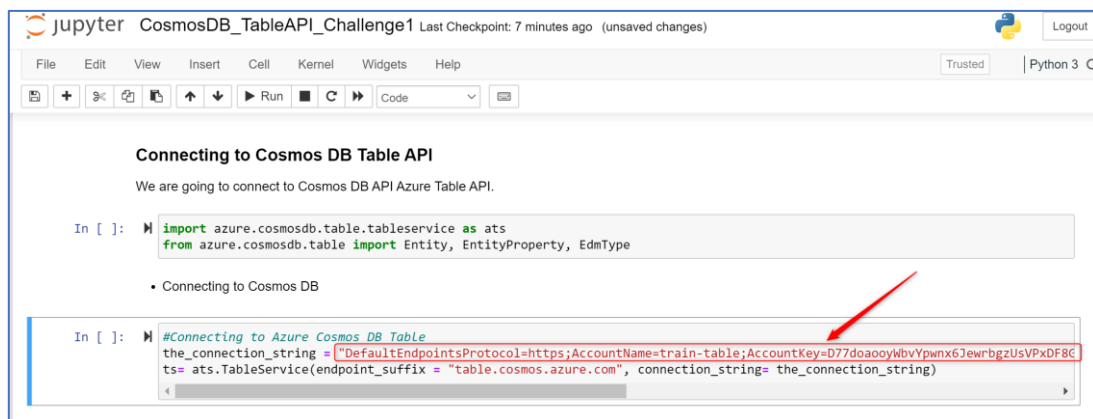 jupyter CosmosDB_TableAPI_Challenge1 Last Checkpoint: 7 minutes ago (unsaved changes) Logout
File Edit View Insert Cell Kernel Widgets Help Trusted Python 3
Run Code
Connecting to Cosmos DB Table API
We are going to connect to Cosmos DB API Azure Table API.
In [ ]: import azure.cosmosdb.table.tableservice as ats
from azure.cosmosdb.table import Entity, EntityProperty, EdmType
• Connecting to Cosmos DB
In [ ]: #Connecting to Azure Cosmos DB Table
the_connection_string = "DefaultEndpointsProtocol=https;AccountName=train-table;AccountKey=D77doaooyWbvYpwnx6JewrbgzUsVPxDF8G
ts= ats.TableService(endpoint_suffix = "table.cosmos.azure.com", connection_string= the_connection_string)